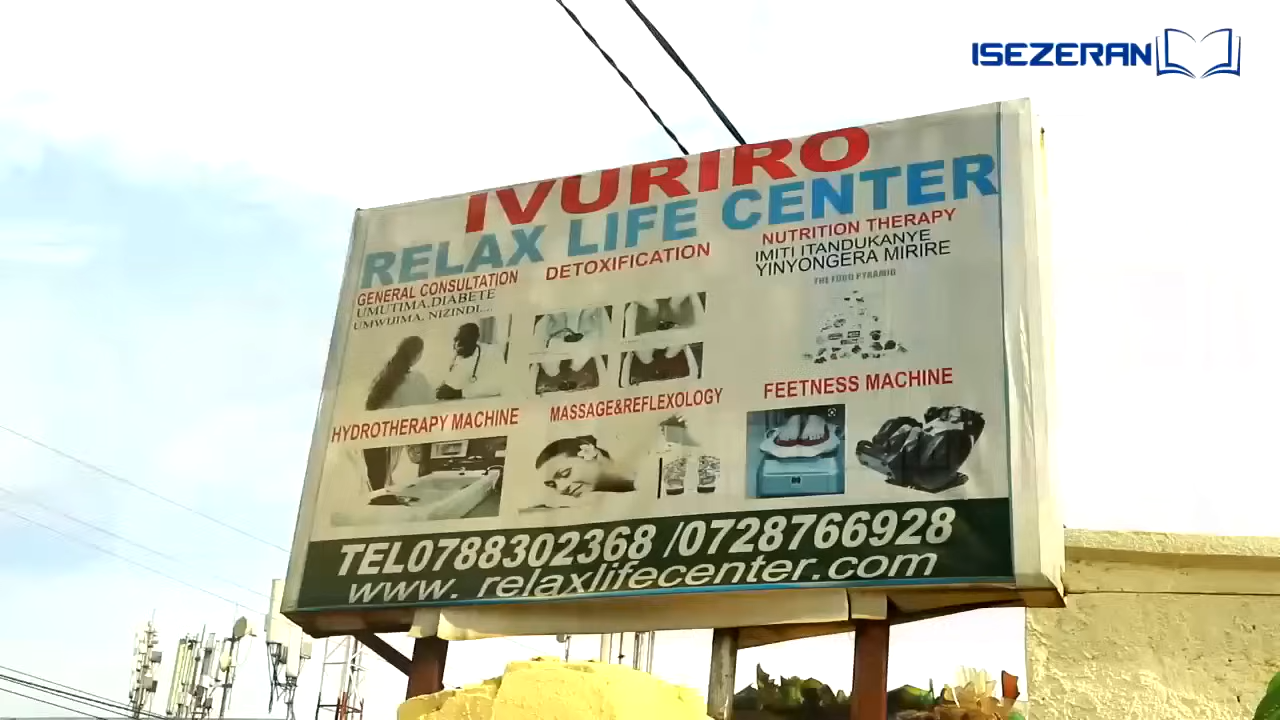 ISEZERANO
IVURIRO
RELAX LIFE CENTER
GENERAL CONSULTATION
UMUTIMA,DIABETE
UMWIJIMA, NIZINDI...
DETOXIFICATION
NUTRITION THERAPY
IMITI ITANDUKANYE
YINYONGERA MIRIRE
THE FOOD PYRAMID
HYDROTHERAPY MACHINE
MASSAGE&REFLEXOLOGY
FEETNESS MACHINE
TEL0788302368 /0728766928
www. relaxlifecenter.com